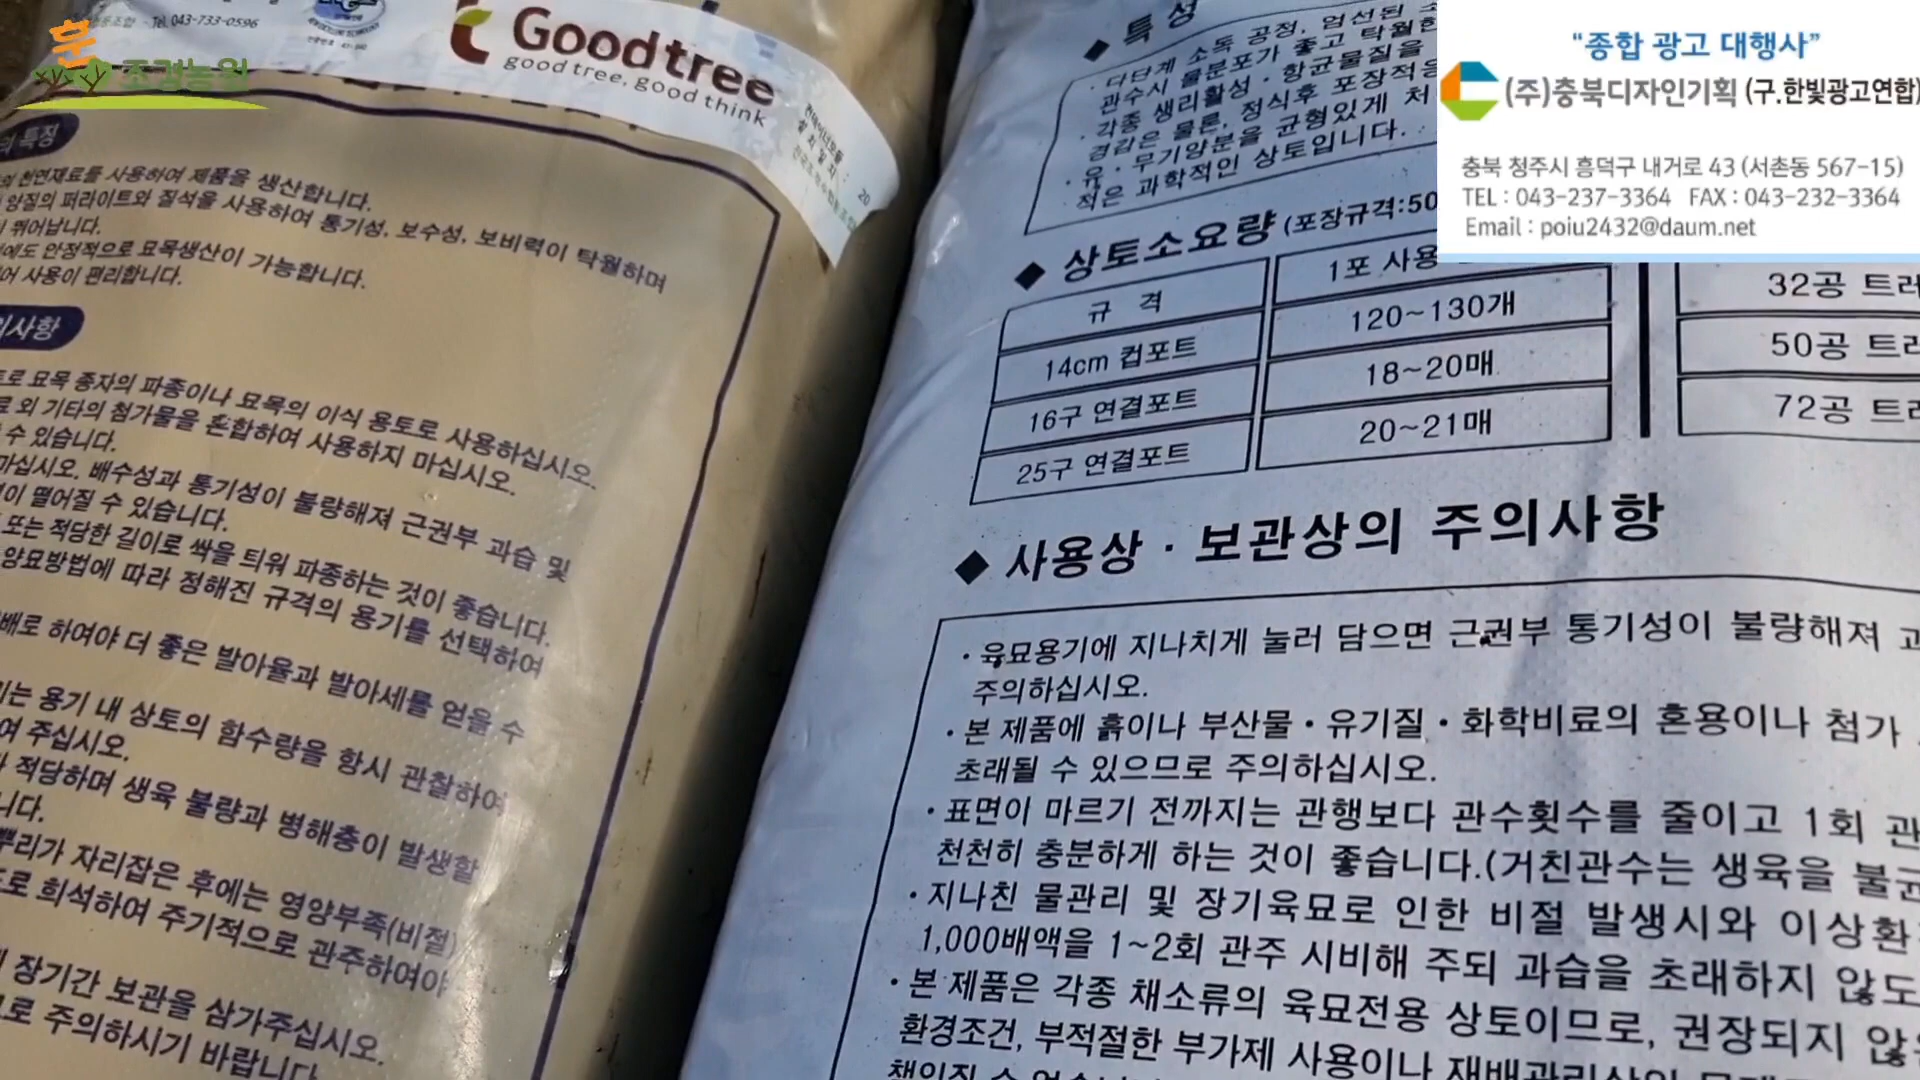 Tel. 043-733-0596
문
조경농원
Goodtree
good tree, good think
컨테이너묘용
설 치 일 자 : 20
의 특징
의 천연재료를 사용하여 제품을 생산합니다.
양질의 퍼라이트와 질석을 사용하여 통기성, 보수성, 보비력이 탁월하며
뛰어납니다.
에도 안정적으로 묘목생산이 가능합니다.
어 사용이 편리합니다.
의사항
로 묘목 종자의 파종이나 묘목의 이식 용토로 사용하십시오.
료 외 기타의 첨가물을 혼합하여 사용하지 마십시오.
수 있습니다.
마십시오. 배수성과 통기성이 불량해져 근권부 과습 및
이 떨어질 수 있습니다.
또는 적당한 길이로 싹을 틔워 파종하는 것이 좋습니다.
양묘방법에 따라 정해진 규격의 용기를 선택하여
배로 하여야 더 좋은 발아율과 발아세를 얻을 수
기는 용기 내 상토의 함수량을 항시 관찰하여
여 주십시오.
적당하며 생육 불량과 병해충이 발생할
니다.
뿌리가 자리잡은 후에는 영양부족(비절)
도로 희석하여 주기적으로 관주하여야
장기간 보관을 삼가주십시오.
로 주의하시기 바랍니다.
◆ 특 성
· 다단계 소독 공정, 엄선된
관수시 물분포가 좋고 탁월한
· 각종 생리활성 · 항균물질을
경감은 물론, 정식후 포장적응
· 유 · 무기양분을 균형있게 처
적은 과학적인 상토입니다.
◆ 상토소요량 (포장규격:50
규 격
1포 사용
14cm 컵포트
120~130개
16구 연결포트
18~20매
25구 연결포트
20~21매
32공 트레
50공 트레
72공 트레
◆ 사용상 · 보관상의 주의사항
· 육묘용기에 지나치게 눌러 담으면 근권부 통기성이 불량해져 과
주의하십시오.
· 본 제품에 흙이나 부산물 · 유기질 · 화학비료의 혼용이나 첨가
초래될 수 있으므로 주의하십시오.
· 표면이 마르기 전까지는 관행보다 관수횟수를 줄이고 1회 관
천천히 충분하게 하는 것이 좋습니다.(거친관수는 생육을 불균
· 지나친 물관리 및 장기육묘로 인한 비절 발생시와 이상환
1,000배액을 1~2회 관주 시비해 주되 과습을 초래하지 않도
· 본 제품은 각종 채소류의 육묘전용 상토이므로, 권장되지 않
환경조건, 부적절한 부가제 사용이나 재배관리상의 문제
책임질 수 없습니
“종합 광고 대행사”
(주)충북디자인기획 (구.한빛광고연합)
충북 청주시 흥덕구 내거로 43 (서촌동 567-15)
TEL : 043-237-3364 FAX : 043-232-3364
Email : poiu2432@daum.net